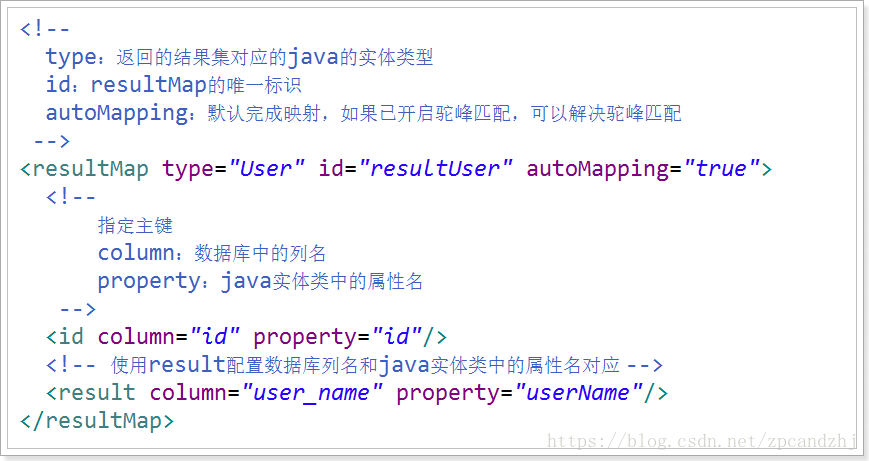 <!--
type：返回的结果集对应的java的实体类型
id：resultMap的唯一标识
autoMapping：默认完成映射，如果已开启驼峰匹配，可以解决驼峰匹配
-->
<resultMap type="User" id="resultUser" autoMapping="true">
<!--
指定主键
column：数据库中的列名
property：java实体类中的属性名
-->
<id column="id" property="id"/>
<!-- 使用result配置数据库列名和java实体类中的属性名对应 -->
<result column="user_name" property="userName"/>
</resultMap>
https://blog.csdn.net/zpcandzhj